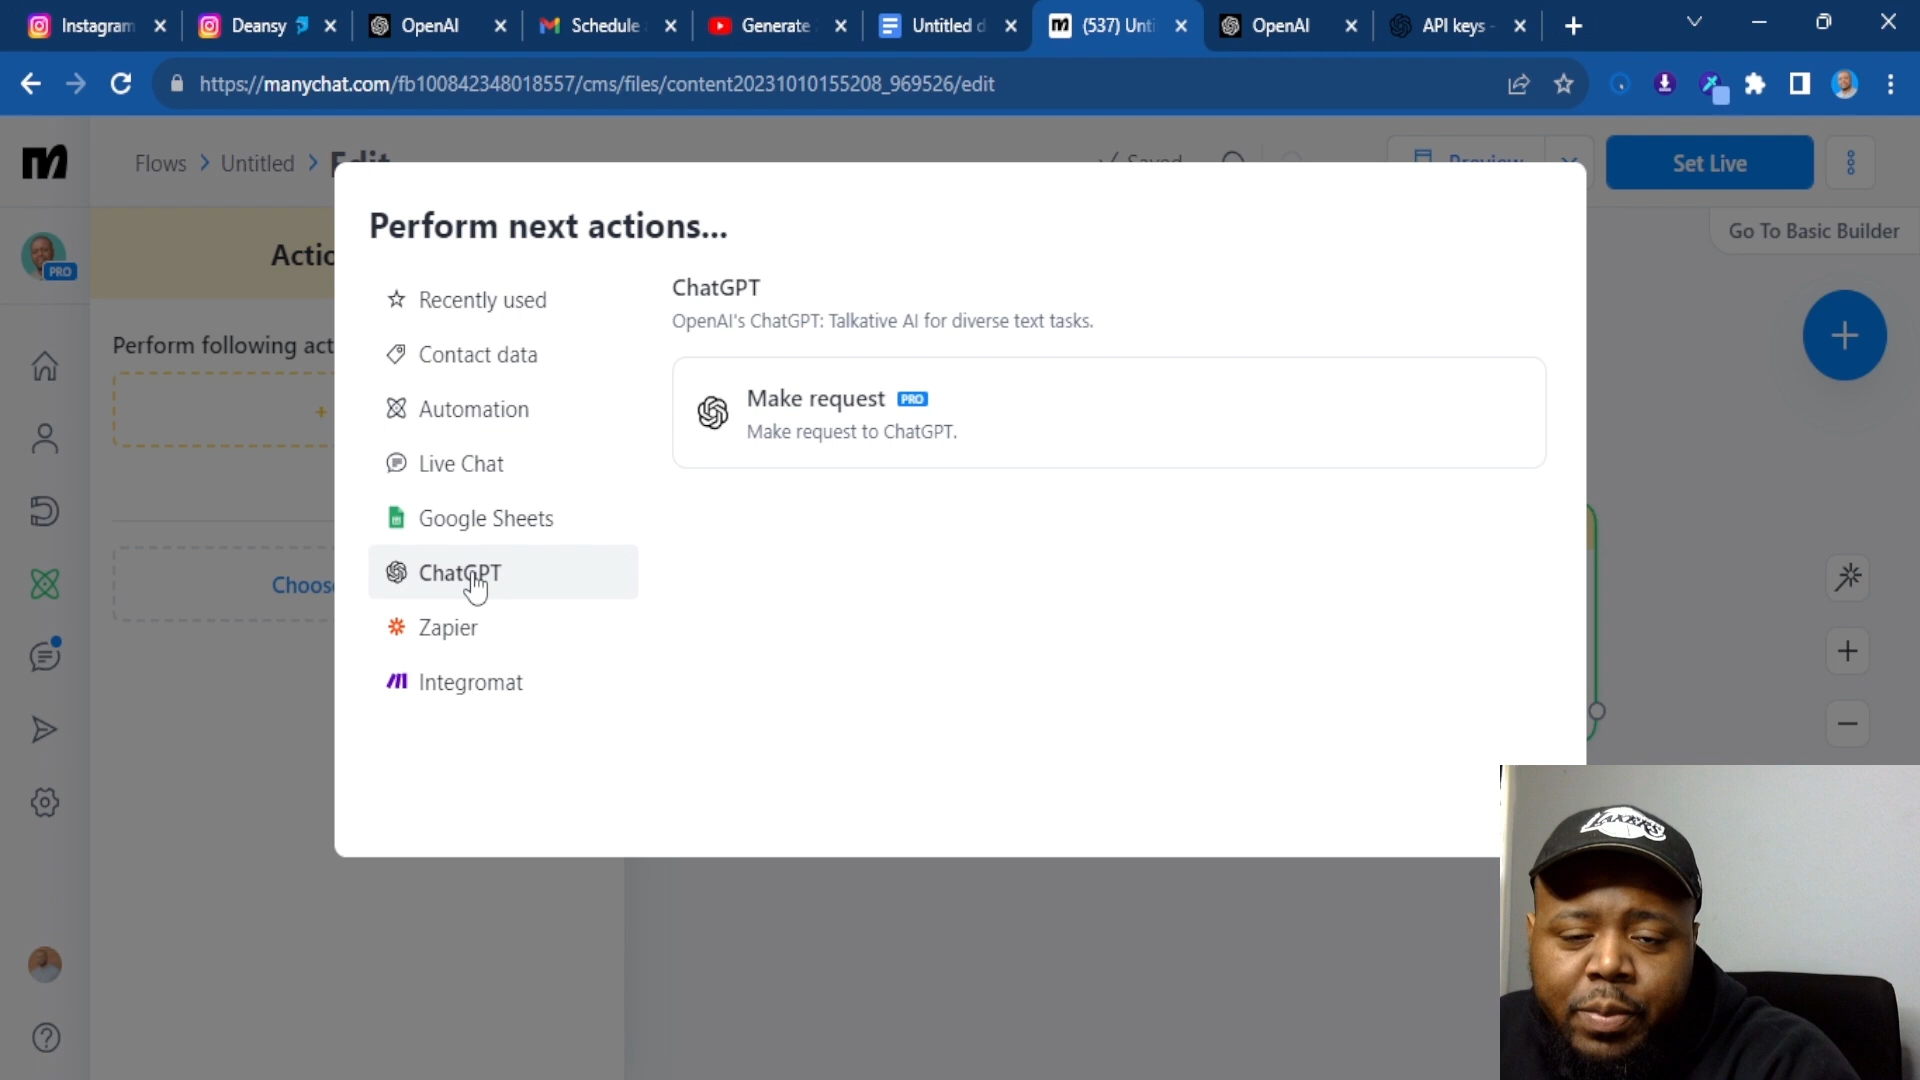 Instagram
Deansy
OpenAI
Schedule
Generate
Untitled d
(537) Unti
OpenAI
API keys -
https://manychat.com/fb100842348018557/cms/files/content20231010155208_969526/edit
Flows
Untitled
Edit
Saved
Preview
Set Live
Go To Basic Builder
PRO
Actio
Perform following act
+
Choose
Perform next actions...
Recently used
Contact data
Automation
Live Chat
Google Sheets
ChatGPT
Zapier
Integromat
ChatGPT
OpenAI's ChatGPT: Talkative AI for diverse text tasks.
Make request PRO
Make request to ChatGPT.
LAKERS